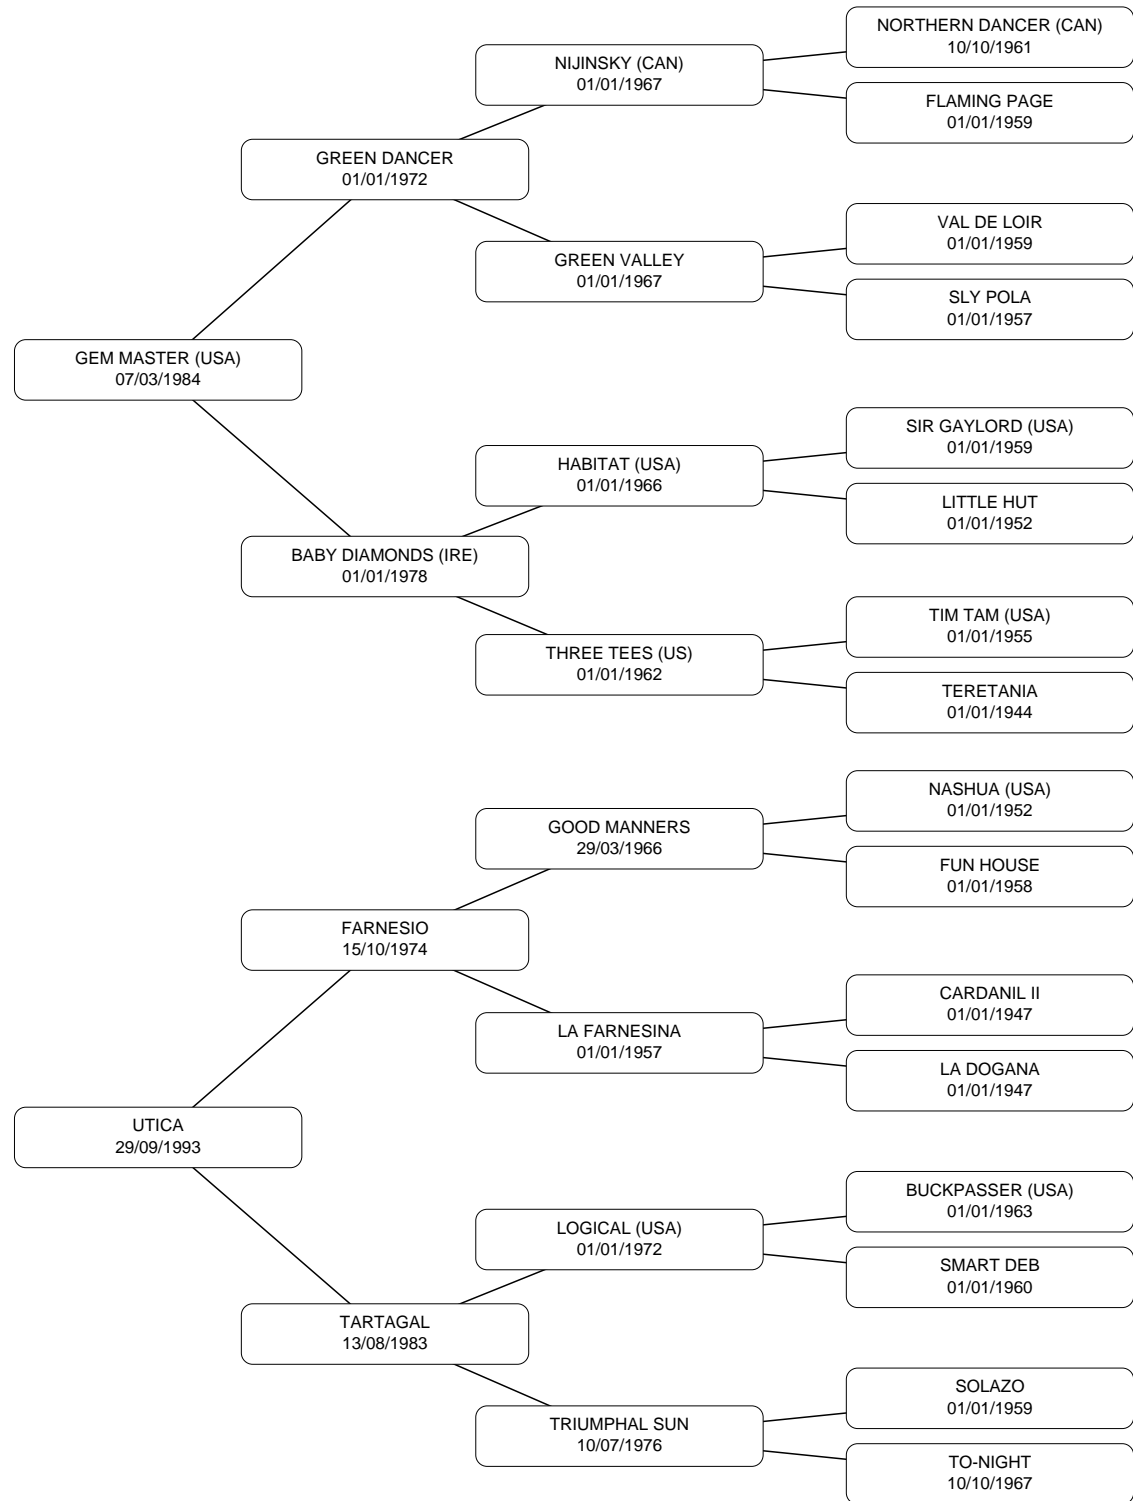 NORTHERN DANCER (CAN)
10/10/1961
NIJINSKY (CAN)
01/01/1967
FLAMING PAGE
01/01/1959
GREEN DANCER
01/01/1972
VAL DE LOIR
01/01/1959
GREEN VALLEY
01/01/1967
SLY POLA
01/01/1957
GEM MASTER (USA)
07/03/1984
SIR GAYLORD (USA)
01/01/1959
HABITAT (USA)
01/01/1966
LITTLE HUT
01/01/1952
BABY DIAMONDS (IRE)
01/01/1978
TIM TAM (USA)
01/01/1955
THREE TEES (US)
01/01/1962
TERETANIA
01/01/1944
NASHUA (USA)
01/01/1952
GOOD MANNERS
29/03/1966
FUN HOUSE
01/01/1958
FARNESIO
15/10/1974
CARDANIL II
01/01/1947
LA FARNESINA
01/01/1957
LA DOGANA
01/01/1947
UTICA
29/09/1993
BUCKPASSER (USA)
01/01/1963
LOGICAL (USA)
01/01/1972
SMART DEB
01/01/1960
TARTAGAL
13/08/1983
SOLAZO
01/01/1959
TRIUMPHAL SUN
10/07/1976
TO-NIGHT
10/10/1967